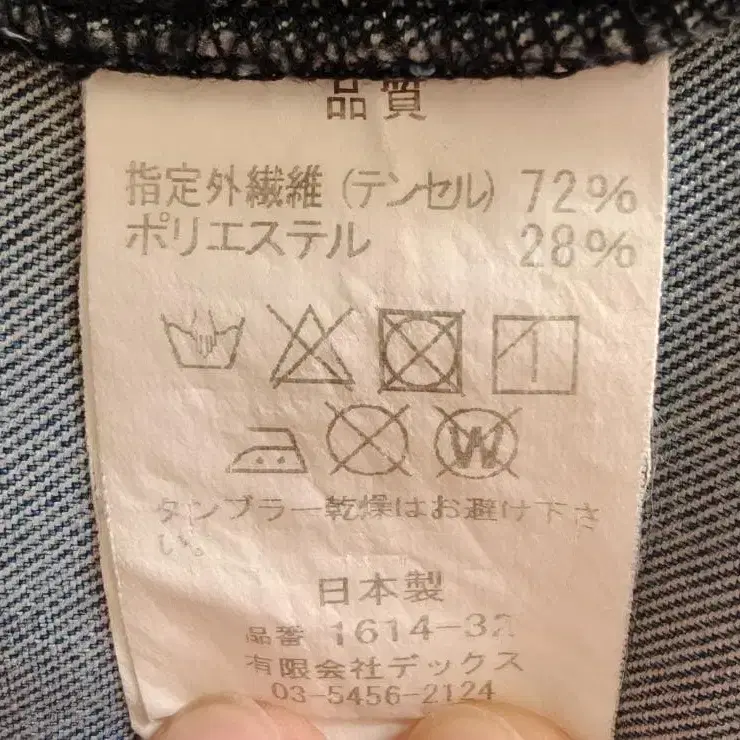 品質
指定外繊維(テンセル) 72%
ポリエステル 28%
W
タンブラー乾燥はお避け下さ
い。
日本製
品番 1614-32
有限会社デックス
03-5456-2124